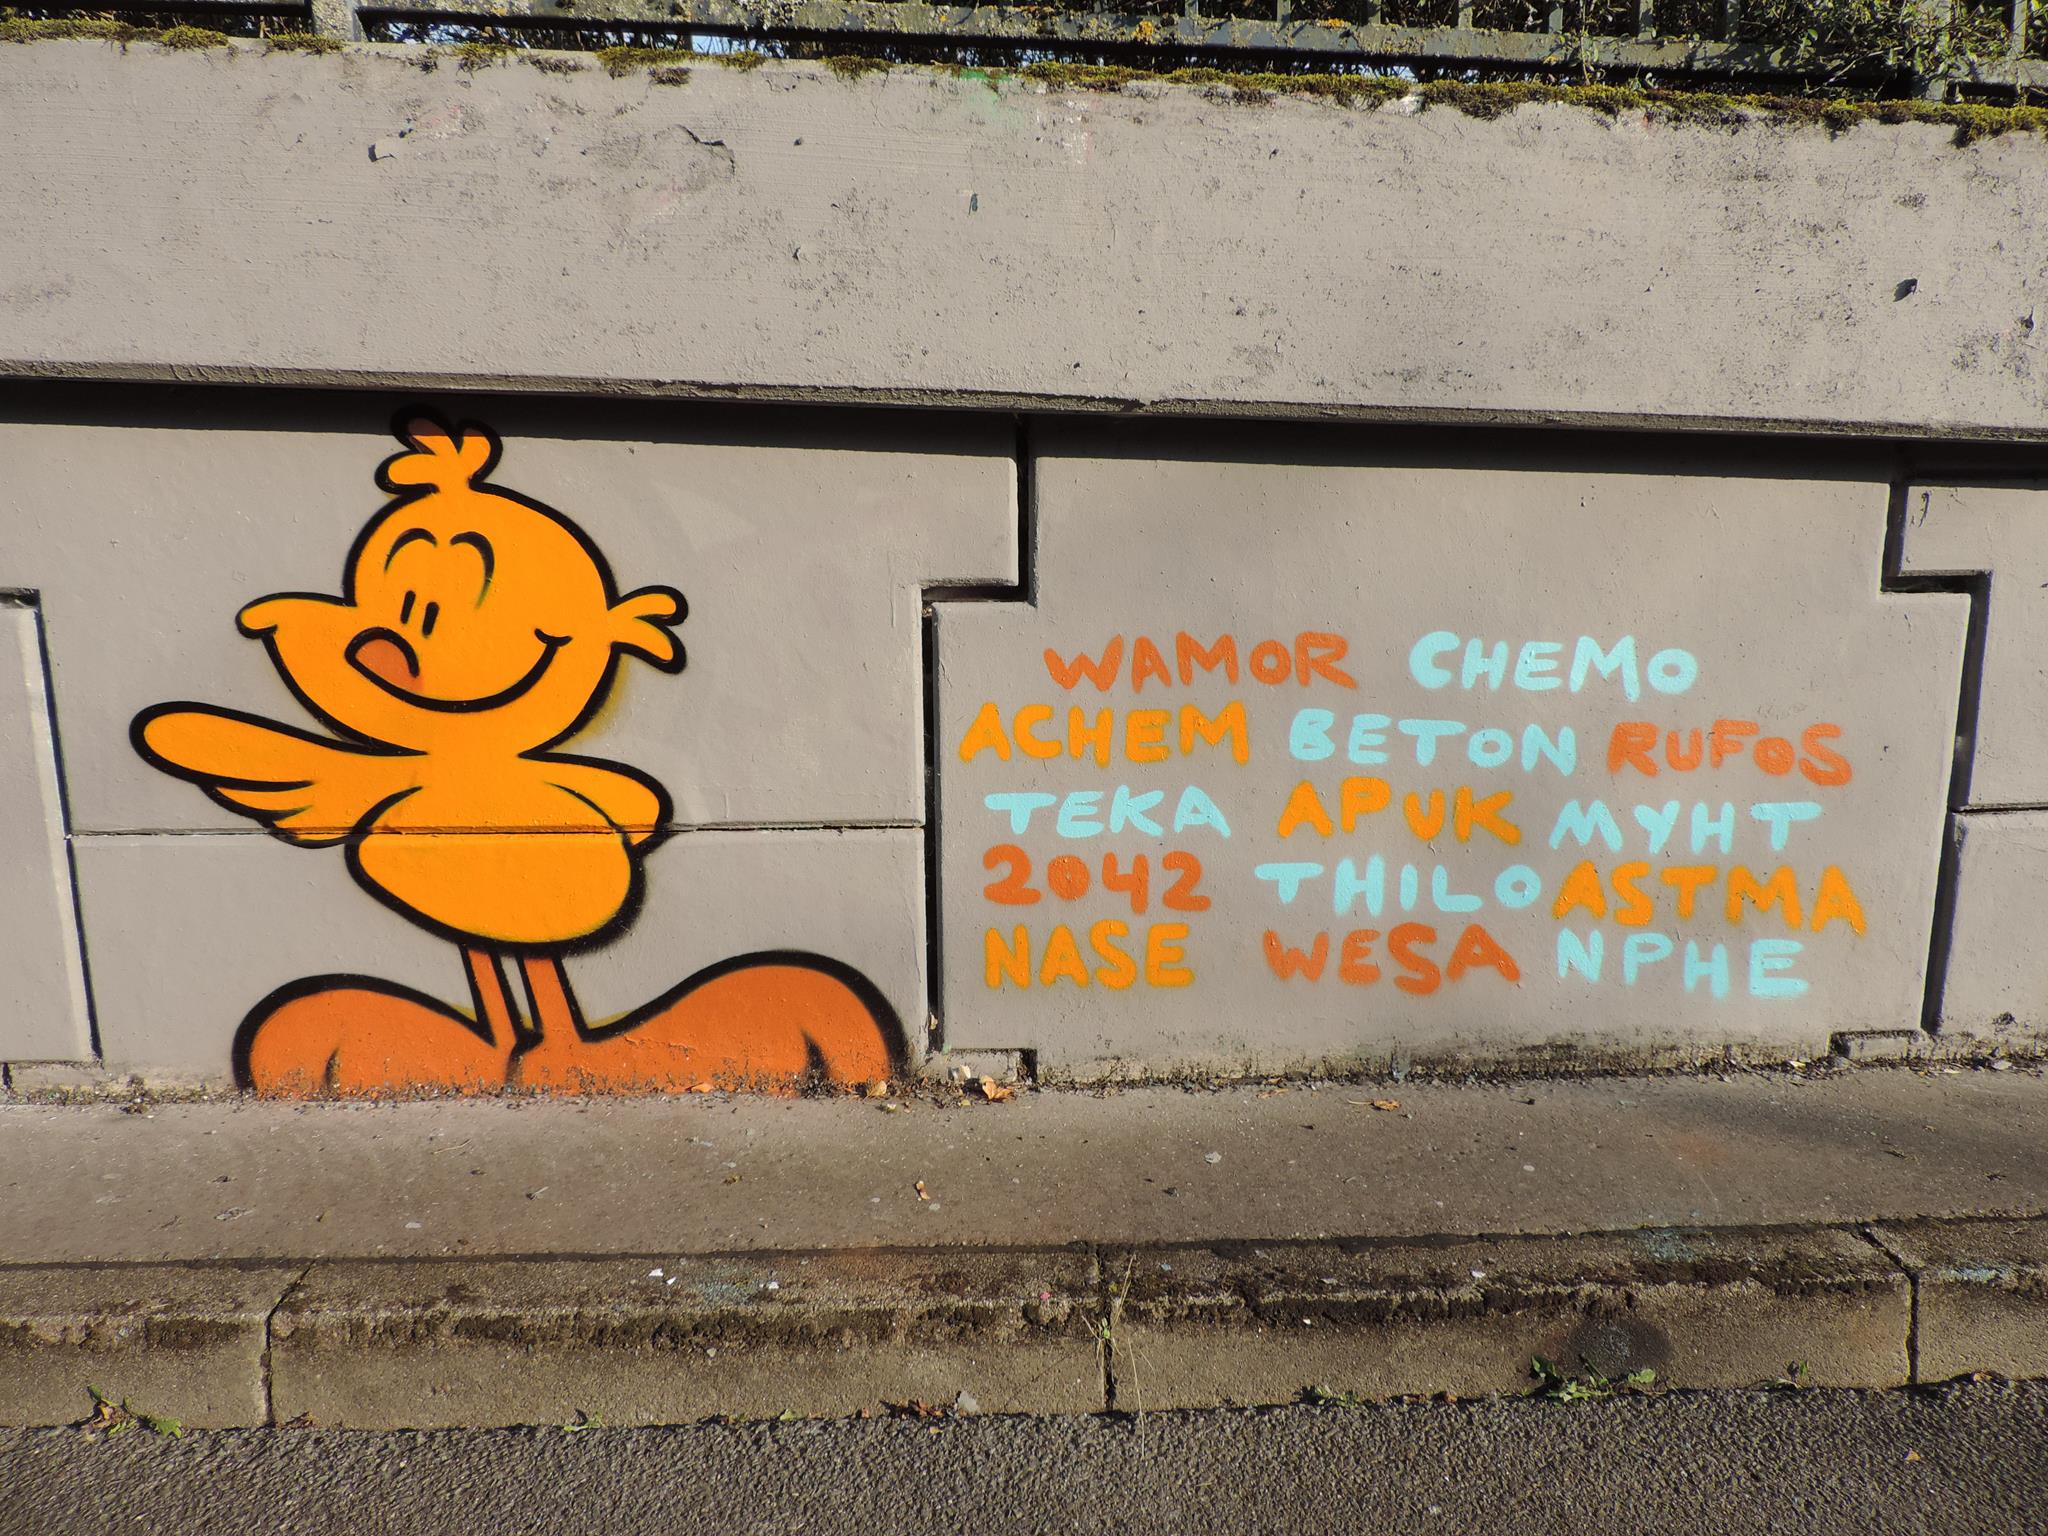 WAMOR CHEMO
ACHEM BETON RUFOS
TEKA APUK MYHT
2042 THILO ASTMA
NASE WESA NPHE